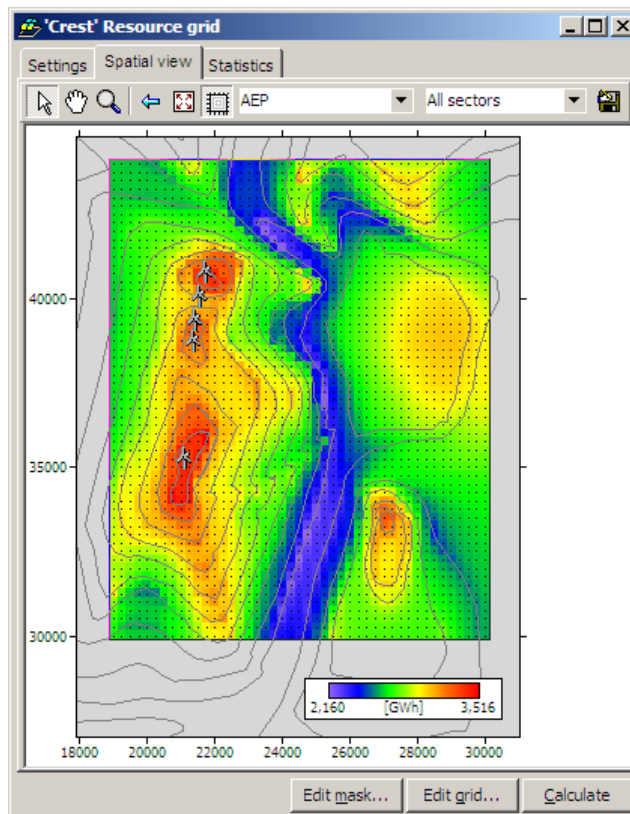 'Crest' Resource grid
Settings Spatial view Statistics
AEP All sectors
40000
35000
30000
2,160 [GWh] 3,516
18000 20000 22000 24000 26000 28000 30000
Edit mask... Edit grid... Calculate